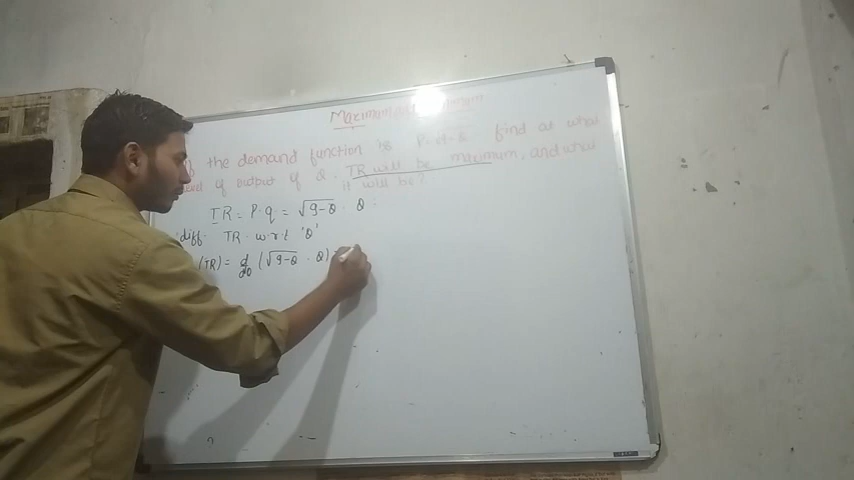 Maximum
the demand function is find at what
of output of Q. TR will be maximum, and what
it will be?
TR = P.q = √9-Q . Q
diff. TR w.r.t 'Q'
(TR) = d/dQ (√9-Q . Q)